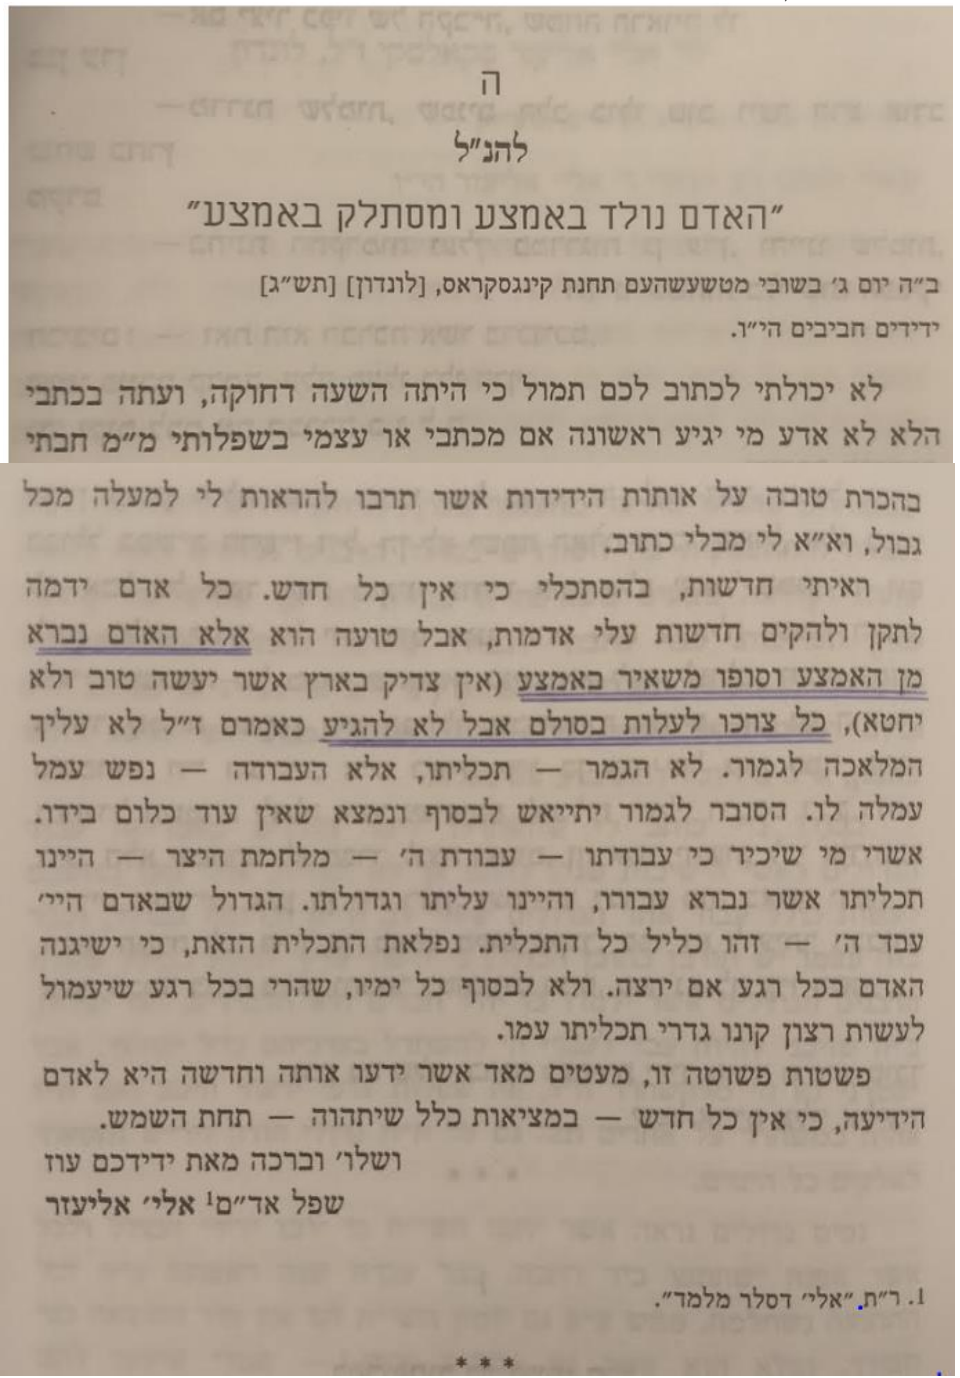 ה
להנ״ל
״האדם נולד באמצע ומסתלק באמצע״
ב״ה יום ג׳ בשובי מטשעשהעם תחנת קינגסקראס, [לונדון] [תש״ג]
ידידים חביבים הי״ו.
לא יכולתי לכתוב לכם תמול כי היתה השעה דחוקה, ועתה בכתבי
הלא לא אדע מי יגיע ראשונה אם מכתבי או עצמי בשפלותי מ״מ חבתי
בהכרת טובה על אותות הידידות אשר תרבו להראות לי למעלה מכל
גבול, וא״א לי מבלי כתוב.
ראיתי חדשות, בהסתכלי כי אין כל חדש. כל אדם ידמה
לתקן ולהקים חדשות עלי אדמות, אבל טועה הוא אלא האדם נברא
מן האמצע וסופו משאיר באמצע (אין צדיק בארץ אשר יעשה טוב ולא
יחטא), כל צרכו לעלות בסולם אבל לא להגיע כאמרם ז״ל לא עליך
המלאכה לגמור. לא הגמר — תכליתו, אלא העבודה — נפש עמל
עמלה לו. הסובר לגמור יתייאש לבסוף ונמצא שאין עוד כלום בידו.
אשרי מי שיכיר כי עבודתו — עבודת ה׳ — מלחמת היצר — היינו
תכליתו אשר נברא עבורו, והיינו עליתו וגדולתו. הגדול שבאדם היי׳
עבד ה׳ — זהו כליל כל התכלית. נפלאת התכלית הזאת, כי ישיגנה
האדם בכל רגע אם ירצה. ולא לבסוף כל ימיו, שהרי בכל רגע שיעמול
לעשות רצון קונו גדרי תכליתו עמו.
פשטות פשוטה זו, מעטים מאד אשר ידעו אותה וחדשה היא לאדם
הידיעה, כי אין כל חדש — במציאות כלל שיתהוה — תחת השמש.
ושלו׳ וברכה מאת ידידכם עוז
שפל אד״ם¹ אלי׳ אליעזר
1. ר״ת ״אלי׳ דסלר מלמד״.
* * *